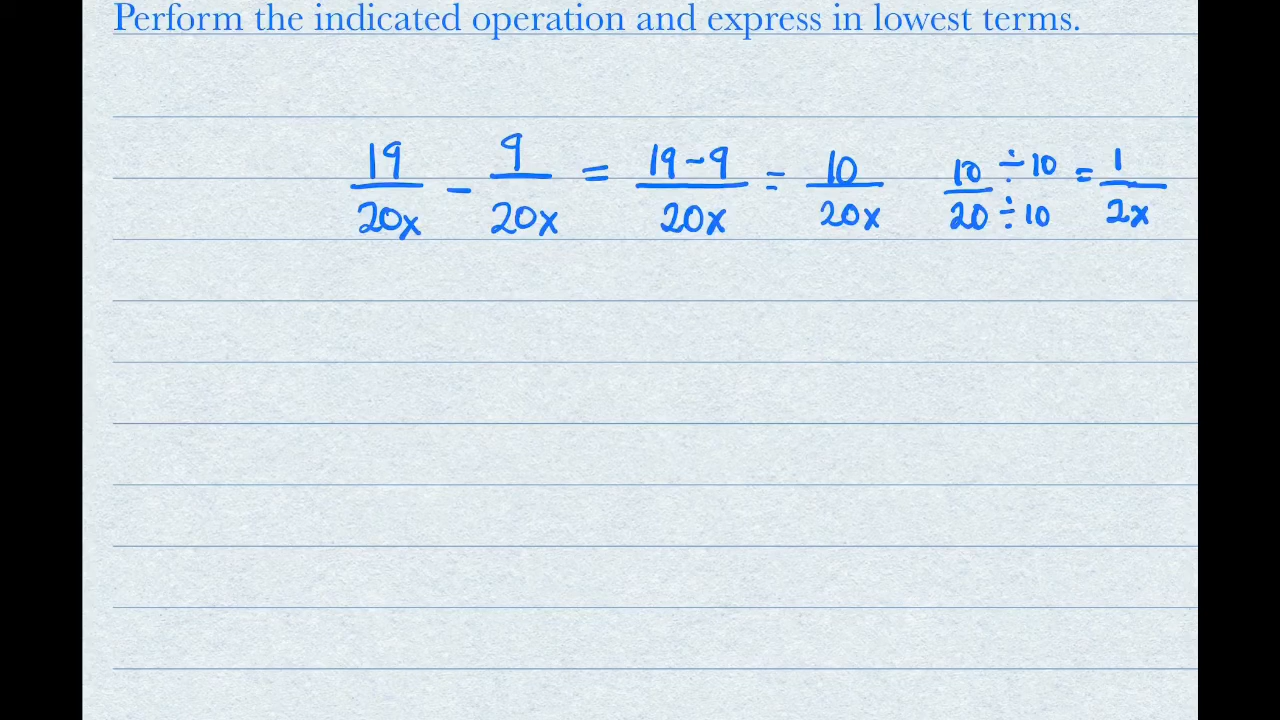 Perform the indicated operation and express in lowest terms.
19/20x - 9/20x = 19-9/20x = 10/20x 10÷10/20÷10 = 1/2x